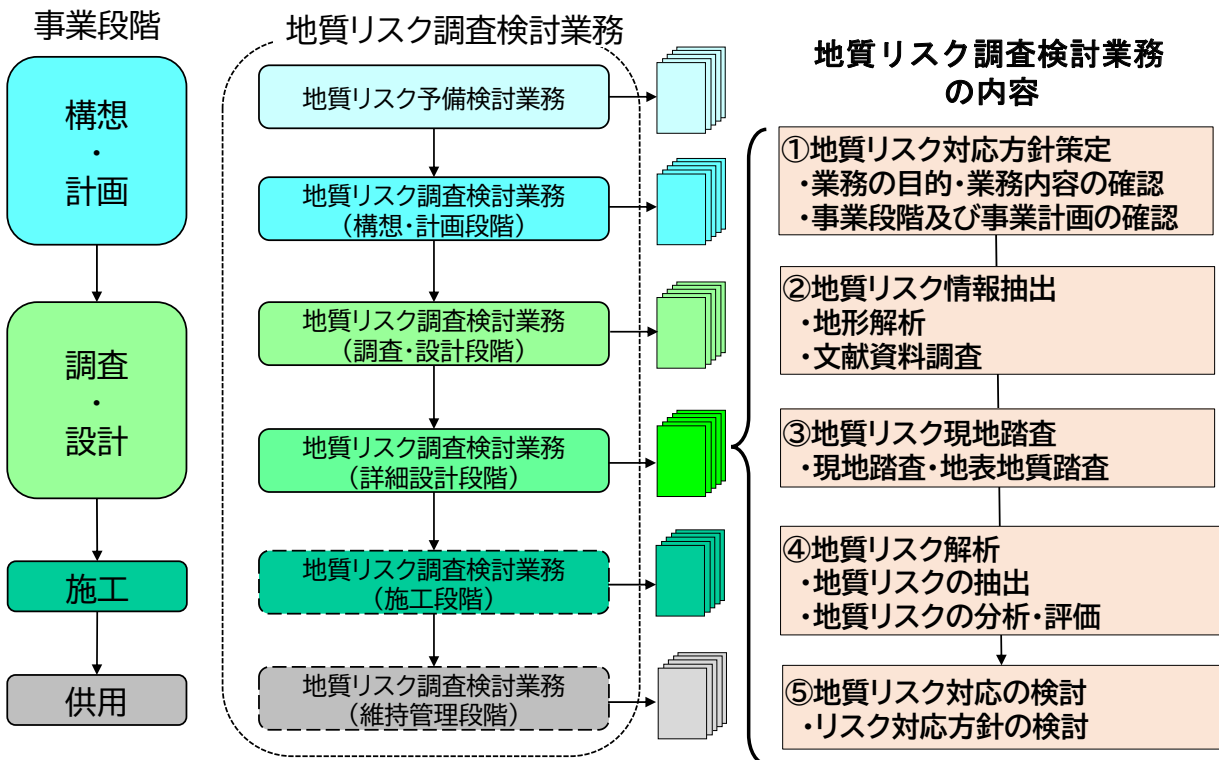 事業段階
構想
・
計画
調査
・
設計
施工
供用
地質リスク調査検討業務
地質リスク予備検討業務
地質リスク調査検討業務
(構想・計画段階)
地質リスク調査検討業務
(調査・設計段階)
地質リスク調査検討業務
(詳細設計段階)
地質リスク調査検討業務
(施工段階)
地質リスク調査検討業務
(維持管理段階)
地質リスク調査検討業務
の内容
①地質リスク対応方針策定
・業務の目的・業務内容の確認
・事業段階及び事業計画の確認
②地質リスク情報抽出
・地形解析
・文献資料調査
③地質リスク現地踏査
・現地踏査・地表地質踏査
④地質リスク解析
・地質リスクの抽出
・地質リスクの分析・評価
⑤地質リスク対応の検討
・リスク対応方針の検討